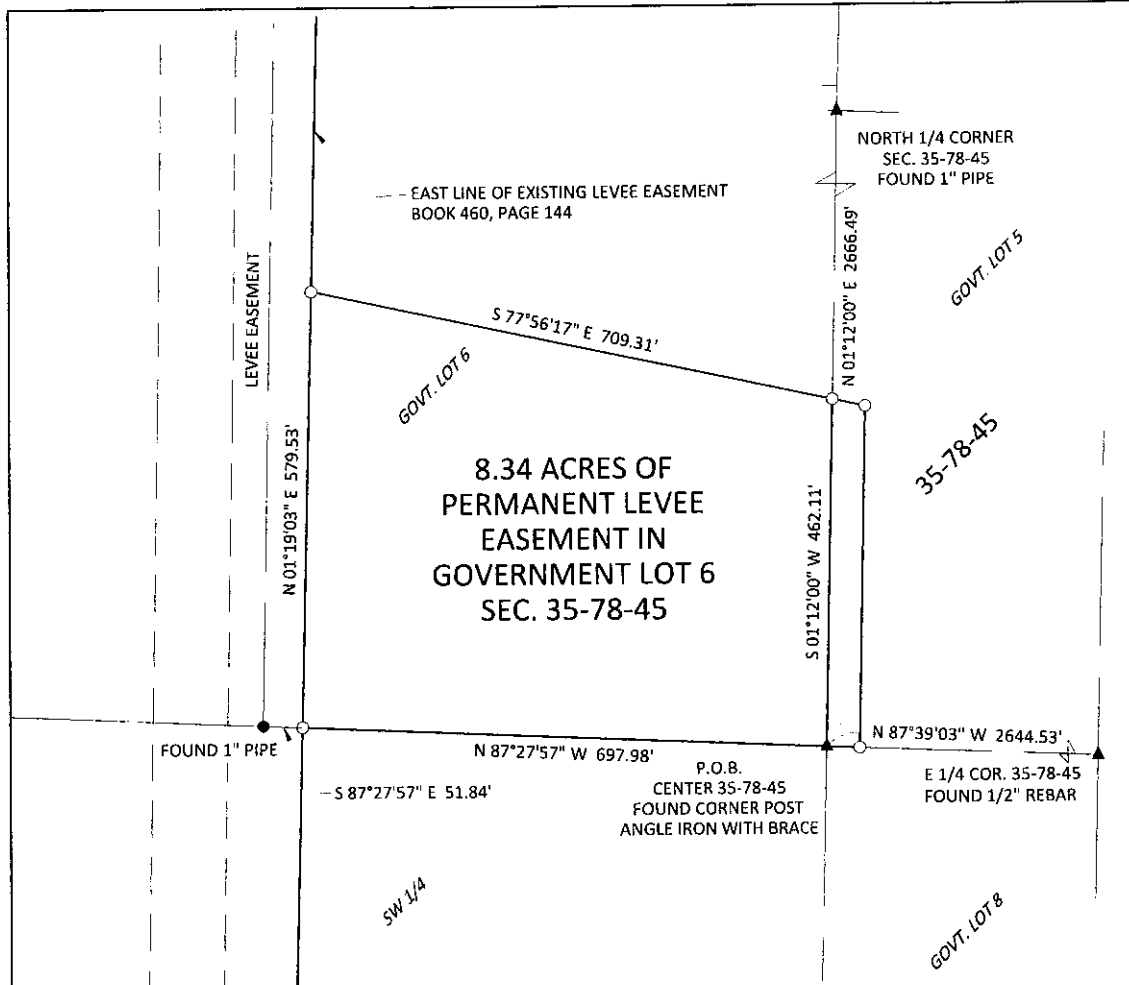 NORTH 1/4 CORNER
SEC. 35-78-45
FOUND 1" PIPE
EAST LINE OF EXISTING LEVEE EASEMENT
BOOK 460, PAGE 144
LEVEE EASEMENT
N 01°12'00" E 2666.49'
GOVT. LOT 5
S 77°56'17" E 709.31'
GOVT. LOT 6
N 01°19'03" E 579.53'
8.34 ACRES OF
PERMANENT LEVEE
EASEMENT IN
GOVERNMENT LOT 6
SEC. 35-78-45
35-78-45
S 01°12'00" W 462.11'
FOUND 1" PIPE
N 87°27'57" W 697.98'
N 87°39'03" W 2644.53'
P.O.B.
CENTER 35-78-45
FOUND CORNER POST
ANGLE IRON WITH BRACE
E 1/4 COR. 35-78-45
FOUND 1/2" REBAR
S 87°27'57" E 51.84'
SW 1/4
GOVT. LOT 8